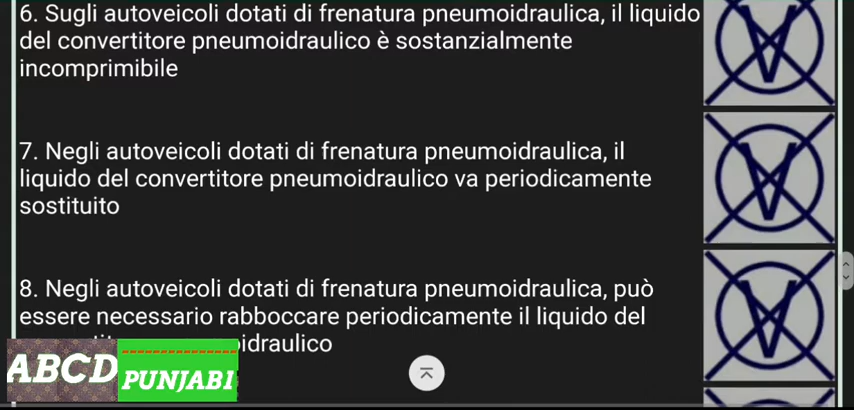 6. Sugli autoveicoli dotati di frenatura pneumoidraulica, il liquido
del convertitore pneumoidraulico è sostanzialmente
incomprimibile
V
7. Negli autoveicoli dotati di frenatura pneumoidraulica, il
liquido del convertitore pneumoidraulico va periodicamente
sostituito
V
8. Negli autoveicoli dotati di frenatura pneumoidraulica, può
essere necessario rabboccare periodicamente il liquido del
V
ABCD PUNJABI